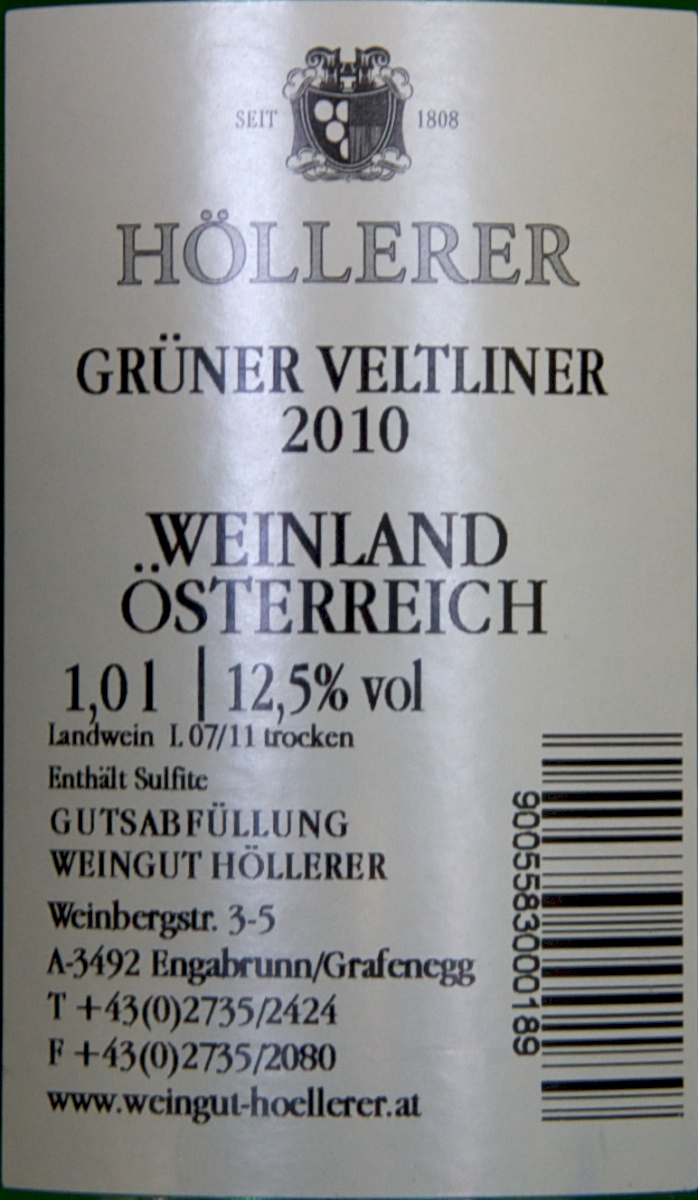 SEIT 1808
HÖLLERER
GRÜNER VELTLINER
2010
WEINLAND
ÖSTERREICH
1,0 l | 12,5% vol
Landwein L 07/11 trocken
Enthält Sulfite
GUTSABFÜLLUNG
WEINGUT HÖLLERER
Weinbergstr. 3-5
A-3492 Engabrunn/Grafenegg
T +43(0)2735/2424
F +43(0)2735/2080
www.weingut-hoellerer.at
9005583000189